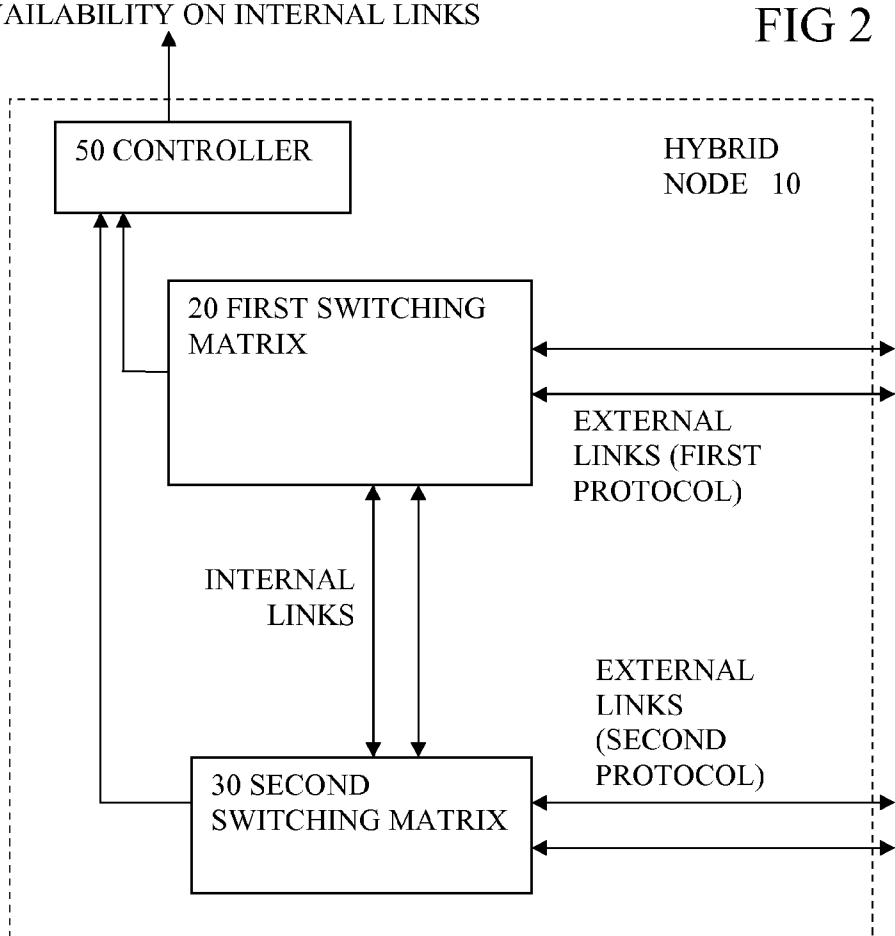 ON INTERNAL LINKS
FIG 2
50 CONTROLLER
HYBRID
NODE 10
20 FIRST SWITCHING
MATRIX
EXTERNAL
LINKS (FIRST
PROTOCOL)
INTERNAL
LINKS
EXTERNAL
LINKS
(SECOND
PROTOCOL)
30 SECOND
SWITCHING MATRIX